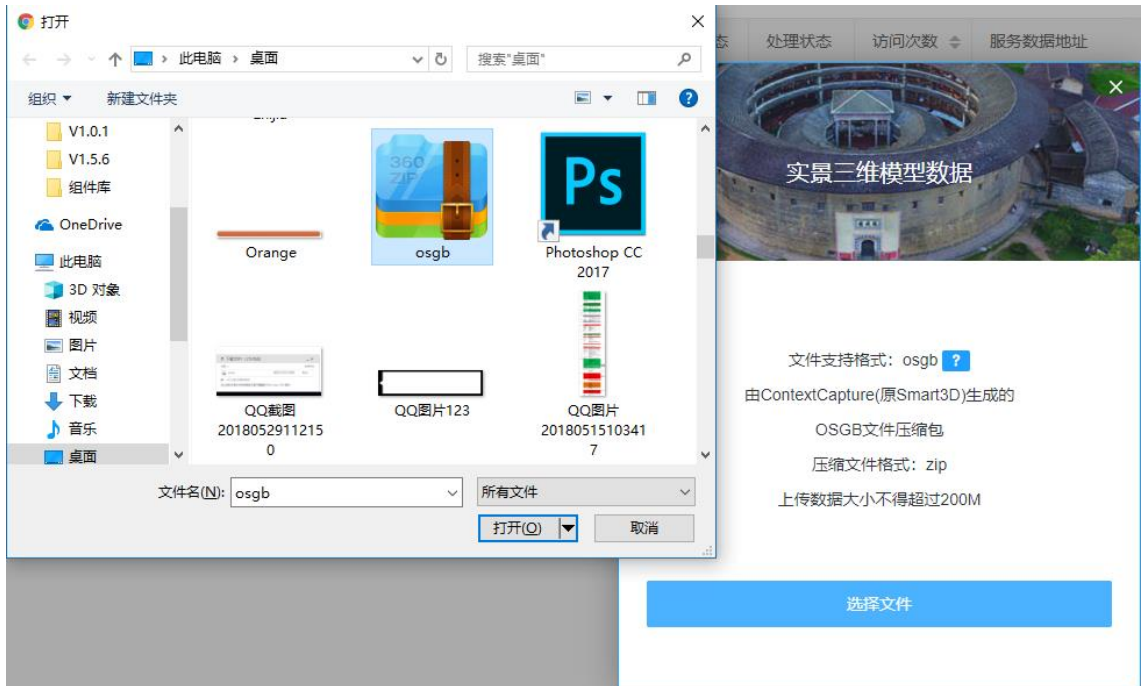 打开
此电脑 › 桌面
搜索"桌面"
组织
新建文件夹
V1.0.1
V1.5.6
组件库
OneDrive
此电脑
3D 对象
视频
图片
文档
下载
音乐
桌面
360
ZIP
Ps
Orange
osgb
Photoshop CC
2017
QQ截图
2018052911215
0
QQ图片123
QQ图片
2018051510341
7
文件名(N):
osgb
所有文件
打开(O)
取消
处理状态
访问次数
服务数据地址
实景三维模型数据
文件支持格式：osgb ?
由ContextCapture(原Smart3D)生成的
OSGB文件压缩包
压缩文件格式：zip
上传数据大小不得超过200M
选择文件